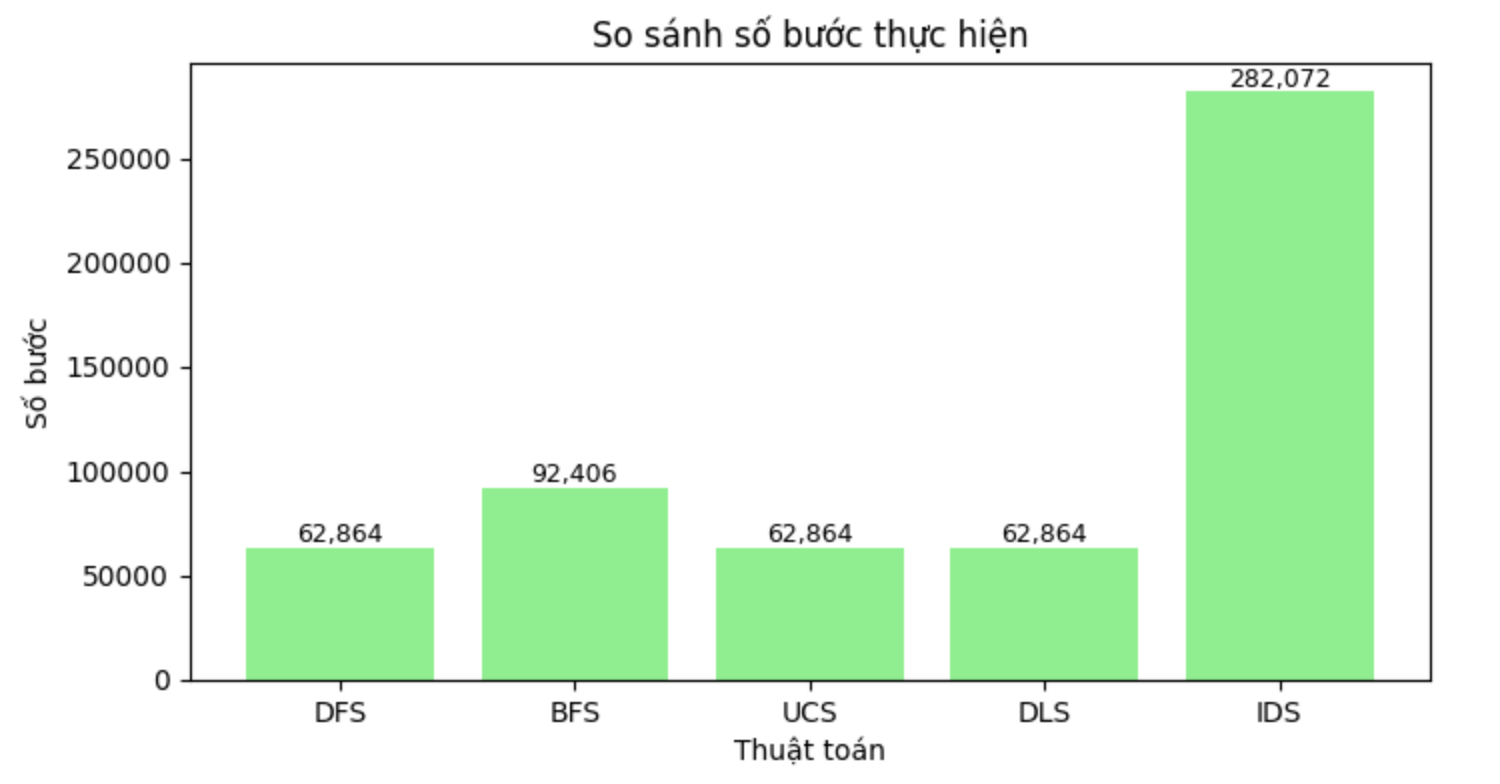 So sánh số bước thực hiện
282,072
250000
200000
150000
100000
50000
0
Số bước
92,406
62,864
62,864
62,864
DFS
BFS
UCS
DLS
IDS
Thuật toán